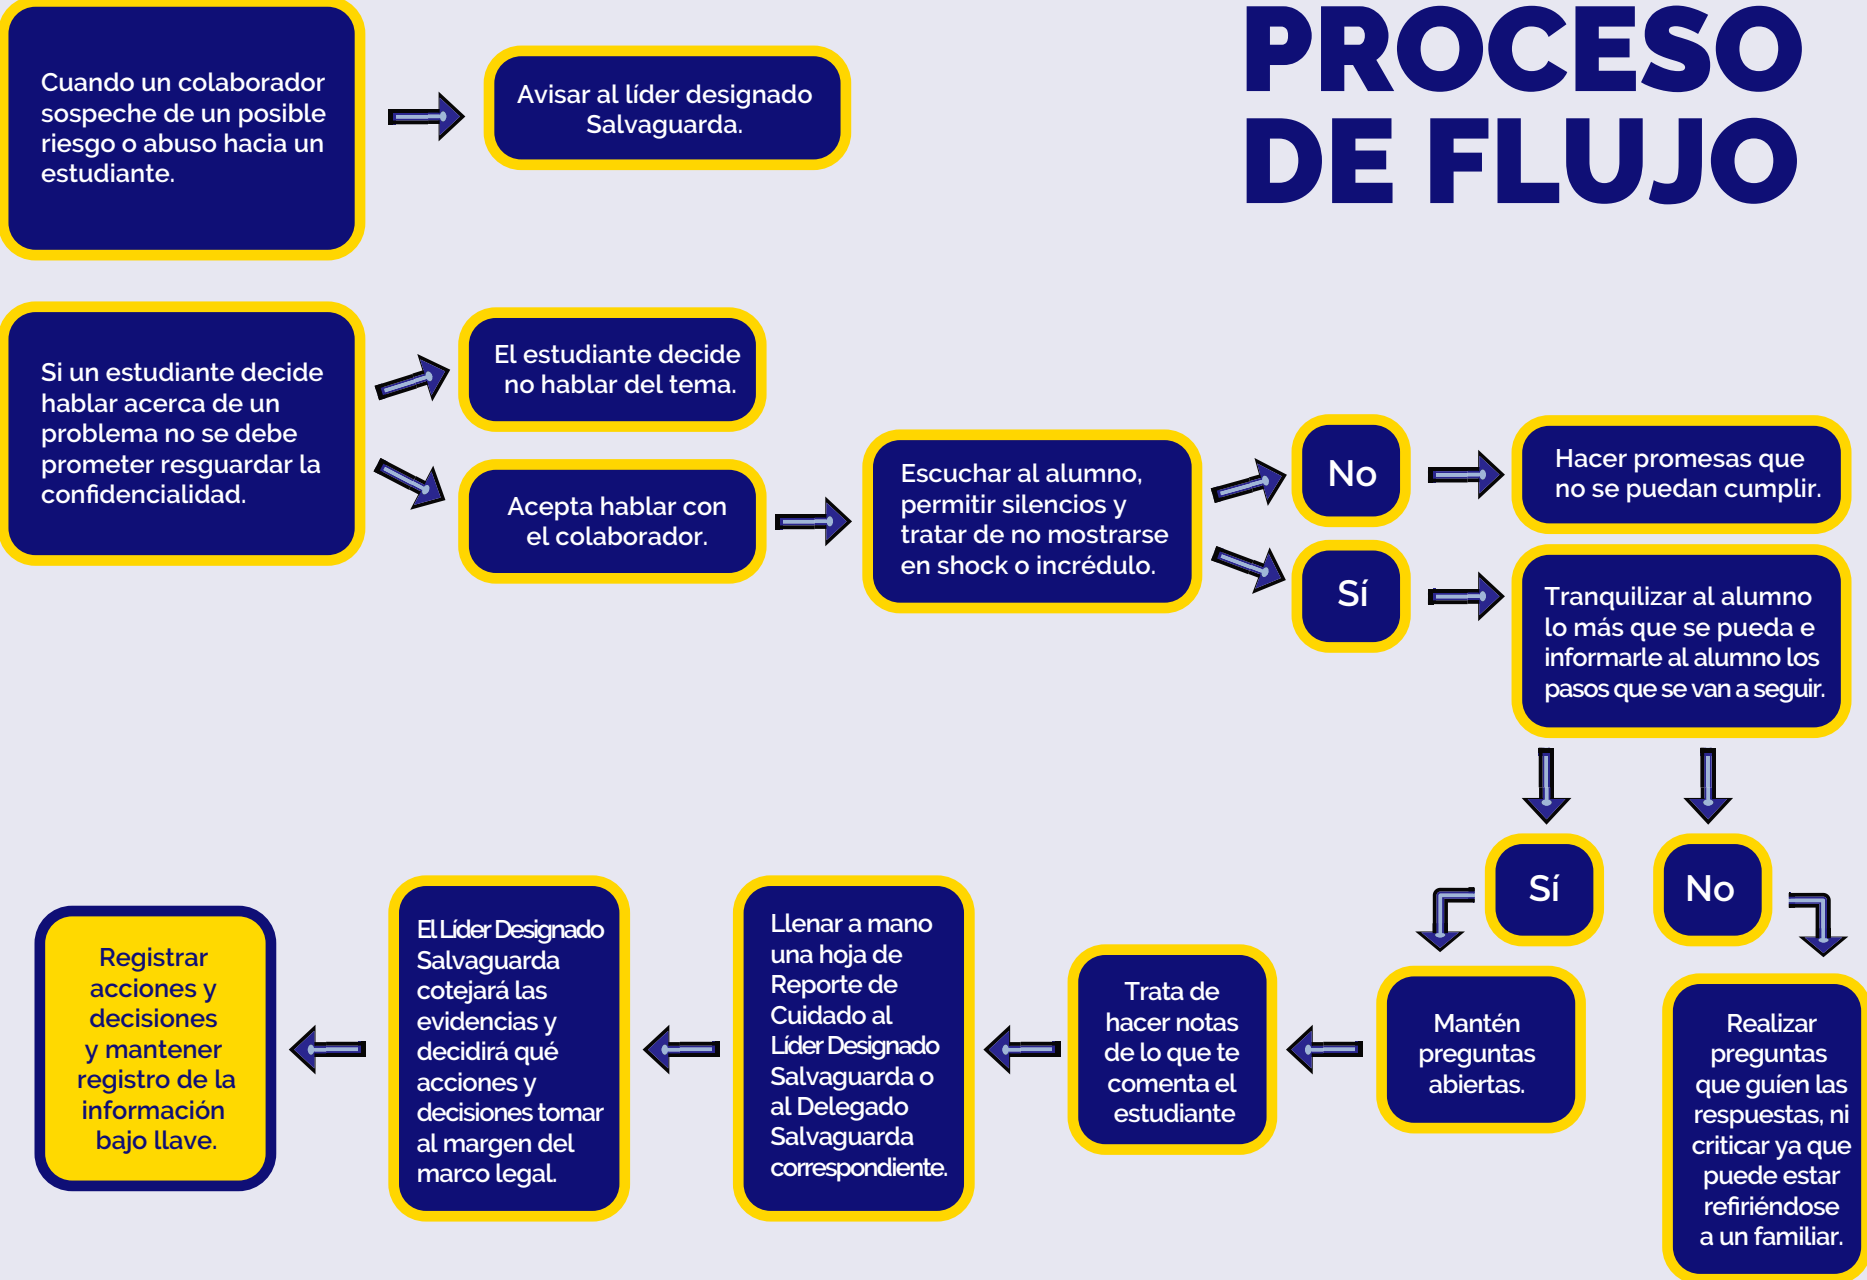 PROCESO
DE FLUJO
Cuando un colaborador
sospeche de un posible
riesgo o abuso hacia un
estudiante.
Avisar al líder designado
Salvaguarda.
Si un estudiante decide
hablar acerca de un
problema no se debe
prometer resguardar la
confidencialidad.
El estudiante decide
no hablar del tema.
Acepta hablar con
el colaborador.
Escuchar al alumno,
permitir silencios y
tratar de no mostrarse
en shock o incrédulo.
No
Hacer promesas que
no se puedan cumplir.
Sí
Tranquilizar al alumno
lo más que se pueda e
informarle al alumno los
pasos que se van a seguir.
Sí
No
Realizar
preguntas
que guíen las
respuestas, ni
criticar ya que
puede estar
refiriéndose
a un familiar.
Mantén
preguntas
abiertas.
Trata de
hacer notas
de lo que te
comenta el
estudiante
Llenar a mano
una hoja de
Reporte de
Cuidado al
Líder Designado
Salvaguarda o
al Delegado
Salvaguarda
correspondiente.
El Líder Designado
Salvaguarda
cotejará las
evidencias y
decidirá qué
acciones y
decisiones tomar
al margen del
marco legal.
Registrar
acciones y
decisiones
y mantener
registro de la
información
bajo llave.